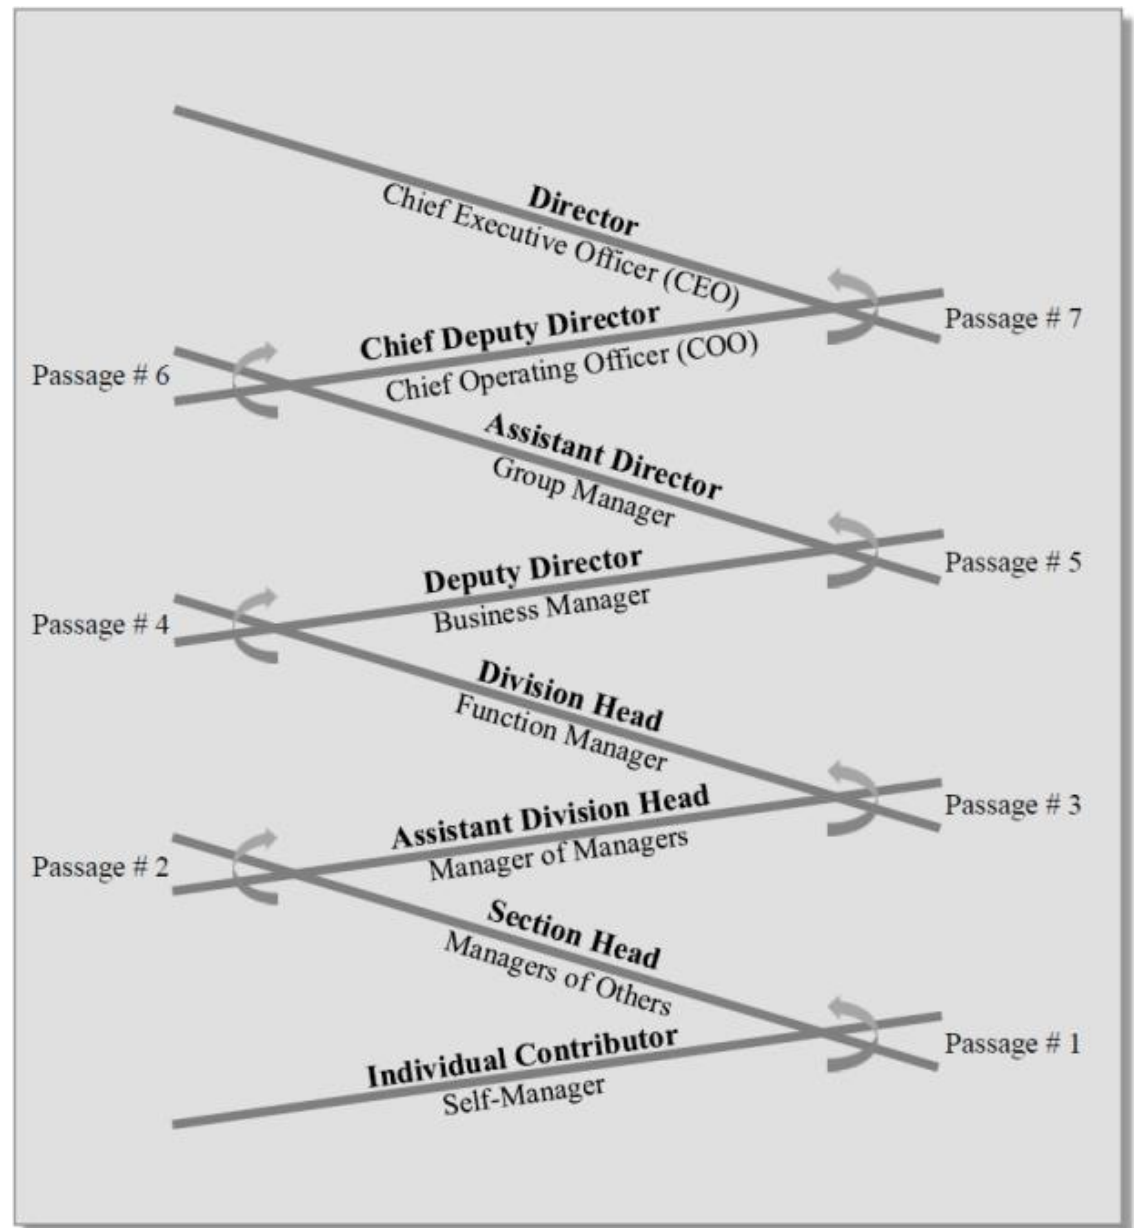 Director
Chief Executive Officer (CEO)
Passage # 7
Chief Deputy Director
Chief Operating Officer (COO)
Passage # 6
Assistant Director
Group Manager
Passage # 5
Deputy Director
Business Manager
Passage # 4
Division Head
Function Manager
Passage # 3
Assistant Division Head
Manager of Managers
Passage # 2
Section Head
Managers of Others
Passage # 1
Individual Contributor
Self-Manager